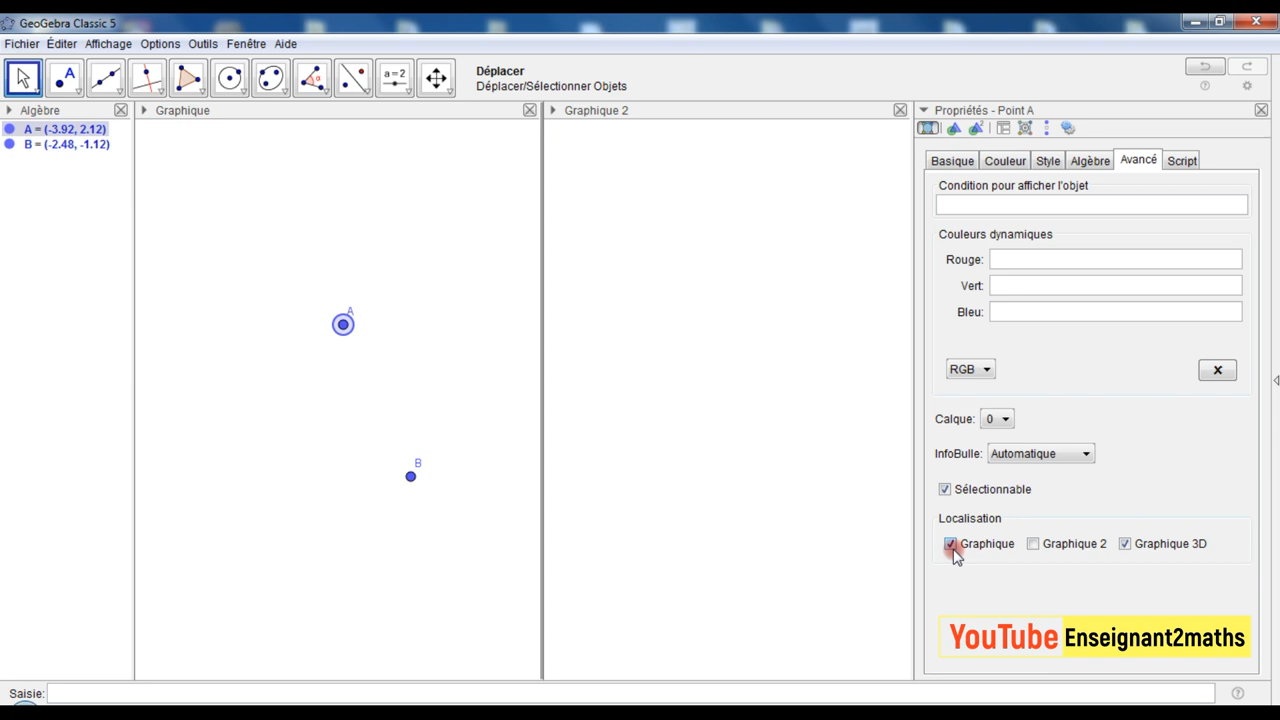 GeoGebra Classic 5
Fichier Éditer Affichage Options Outils Fenêtre Aide
A
α
a = 2
Déplacer
Déplacer/Sélectionner Objets
Algèbre
Graphique
Graphique 2
Propriétés - Point A
A = (-3.92, 2.12)
B = (-2.48, -1.12)
A
B
Basique Couleur Style Algèbre Avancé Script
Condition pour afficher l'objet
Couleurs dynamiques
Rouge:
Vert:
Bleu:
RGB
Calque: 0
InfoBulle: Automatique
Sélectionnable
Localisation
Graphique Graphique 2 Graphique 3D
YouTube Enseignant2maths
Saisie: